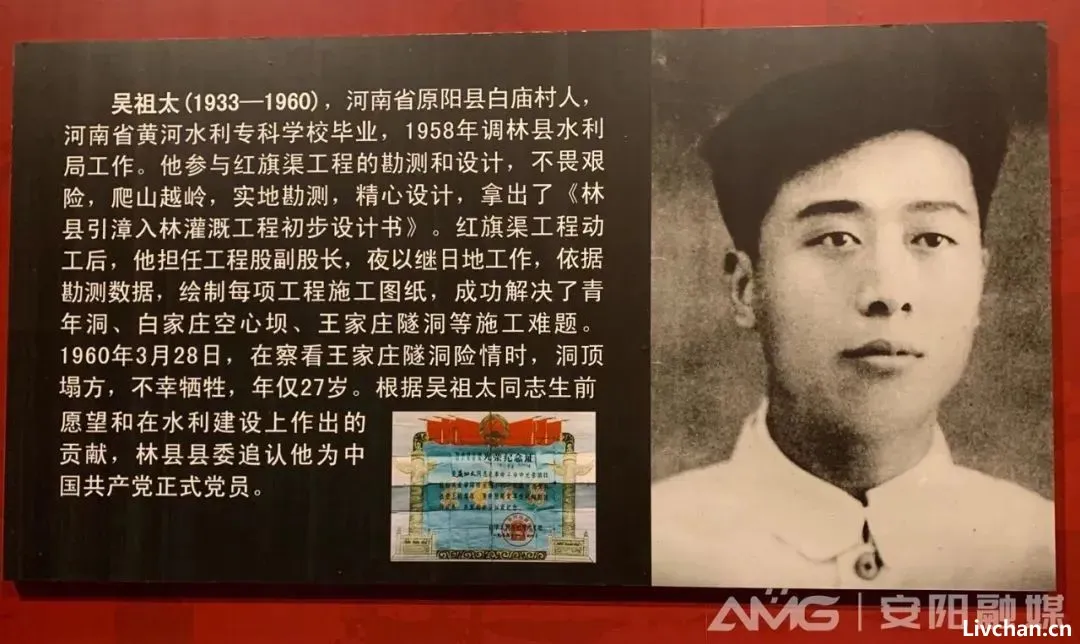 吴祖太(1933—1960)，河南省原阳县白庙村人，
河南省黄河水利专科学校毕业，1958年调林县水利
局工作。他参与红旗渠工程的勘测和设计，不畏艰
险，爬山越岭，实地勘测，精心设计，拿出了《林
县引漳入林灌溉工程初步设计书》。红旗渠工程动
工后，他担任工程股副股长，夜以继日地工作，依据
勘测数据，绘制每项工程施工图纸，成功解决了青
年洞、白家庄空心坝、王家庄隧洞等施工难题。
1960年3月28日，在察看王家庄隧洞险情时，洞顶
塌方，不幸牺牲，年仅27岁。根据吴祖太同志生前
愿望和在水利建设上作出的
贡献，林县县委追认他为中
国共产党正式党员。
AMG | 安阳融媒
Livchan.cn